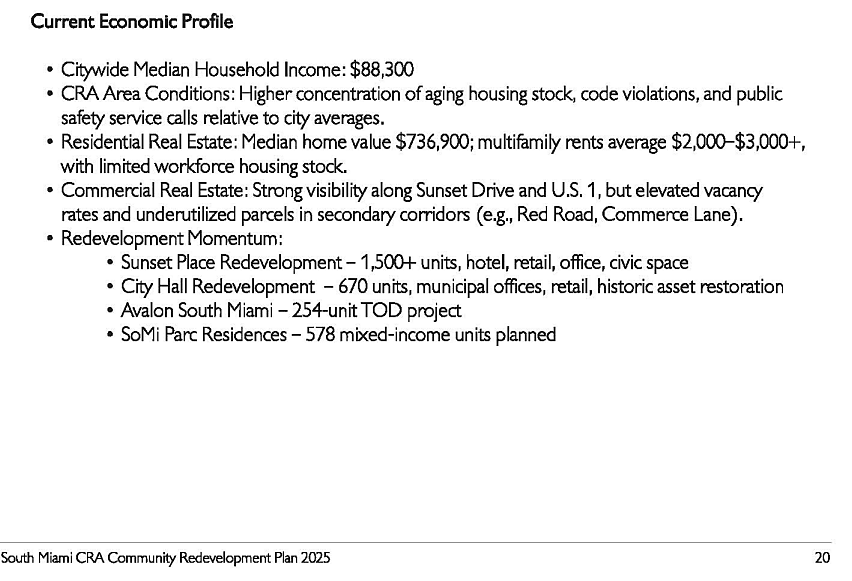 Current Economic Profile
• Citywide Median Household Income: $88,300
• CRA Area Conditions: Higher concentration of aging housing stock, code violations, and public
safety service calls relative to city averages.
• Residential Real Estate: Median home value $736,900; multifamily rents average $2,000–$3,000+,
with limited workforce housing stock.
• Commercial Real Estate: Strong visibility along Sunset Drive and U.S. 1, but elevated vacancy
rates and underutilized parcels in secondary corridors (e.g., Red Road, Commerce Lane).
• Redevelopment Momentum:
• Sunset Place Redevelopment – 1,500+ units, hotel, retail, office, civic space
• City Hall Redevelopment – 670 units, municipal offices, retail, historic asset restoration
• Avalon South Miami – 254-unit TOD project
• SoMi Parc Residences – 578 mixed-income units planned
South Miami CRA Community Redevelopment Plan 2025 20